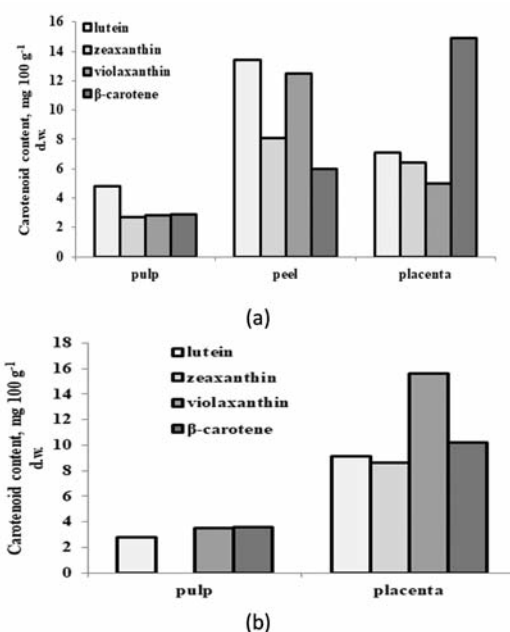 16
14
12
10
8
6
4
2
0
Carotenoid content, mg 100 g⁻¹
d.w.
lutein
zeaxanthin
violaxanthin
β-carotene
pulp peel placenta
(a)
18
16
14
12
10
8
6
4
2
0
Carotenoid content, mg 100 g⁻¹
d.w.
lutein
zeaxanthin
violaxanthin
β-carotene
pulp placenta
(b)